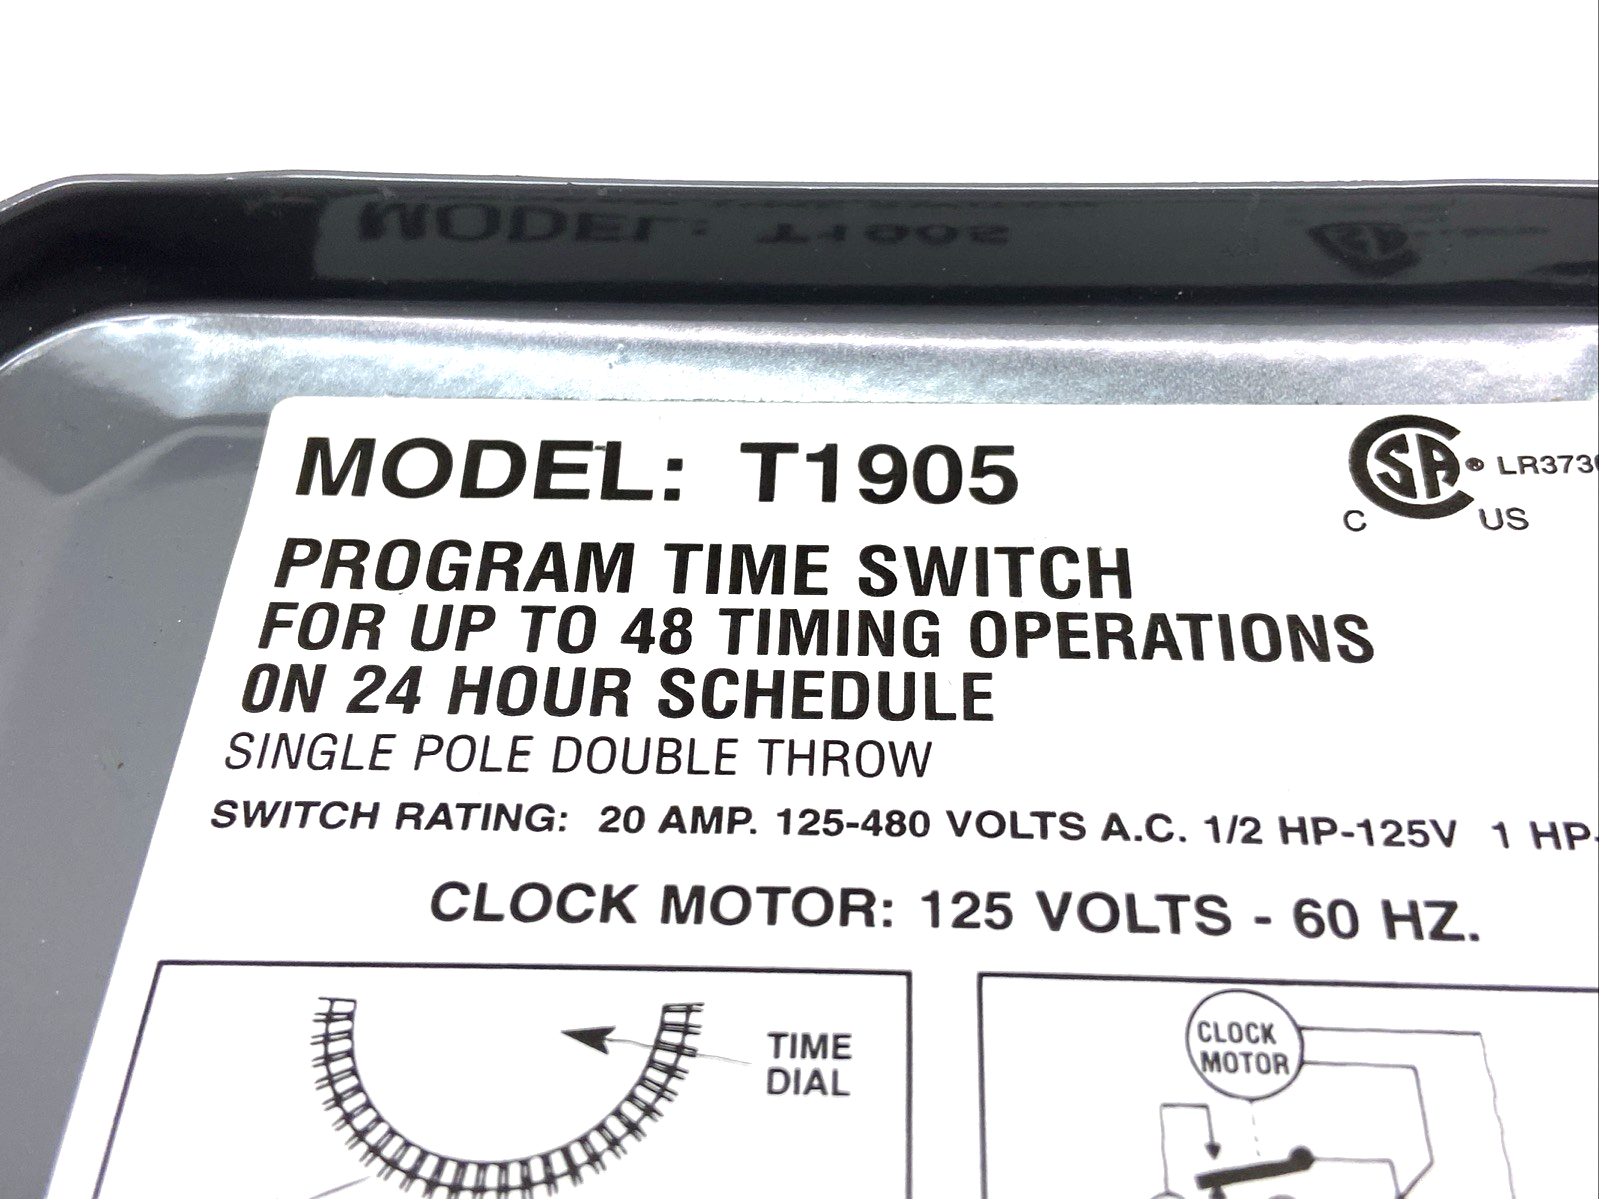 MODEL: T1905
CSA® LR373
C US
PROGRAM TIME SWITCH
FOR UP TO 48 TIMING OPERATIONS
ON 24 HOUR SCHEDULE
SINGLE POLE DOUBLE THROW
SWITCH RATING: 20 AMP. 125-480 VOLTS A.C. 1/2 HP-125V 1 HP-
CLOCK MOTOR: 125 VOLTS - 60 HZ.
TIME
DIAL
CLOCK
MOTOR